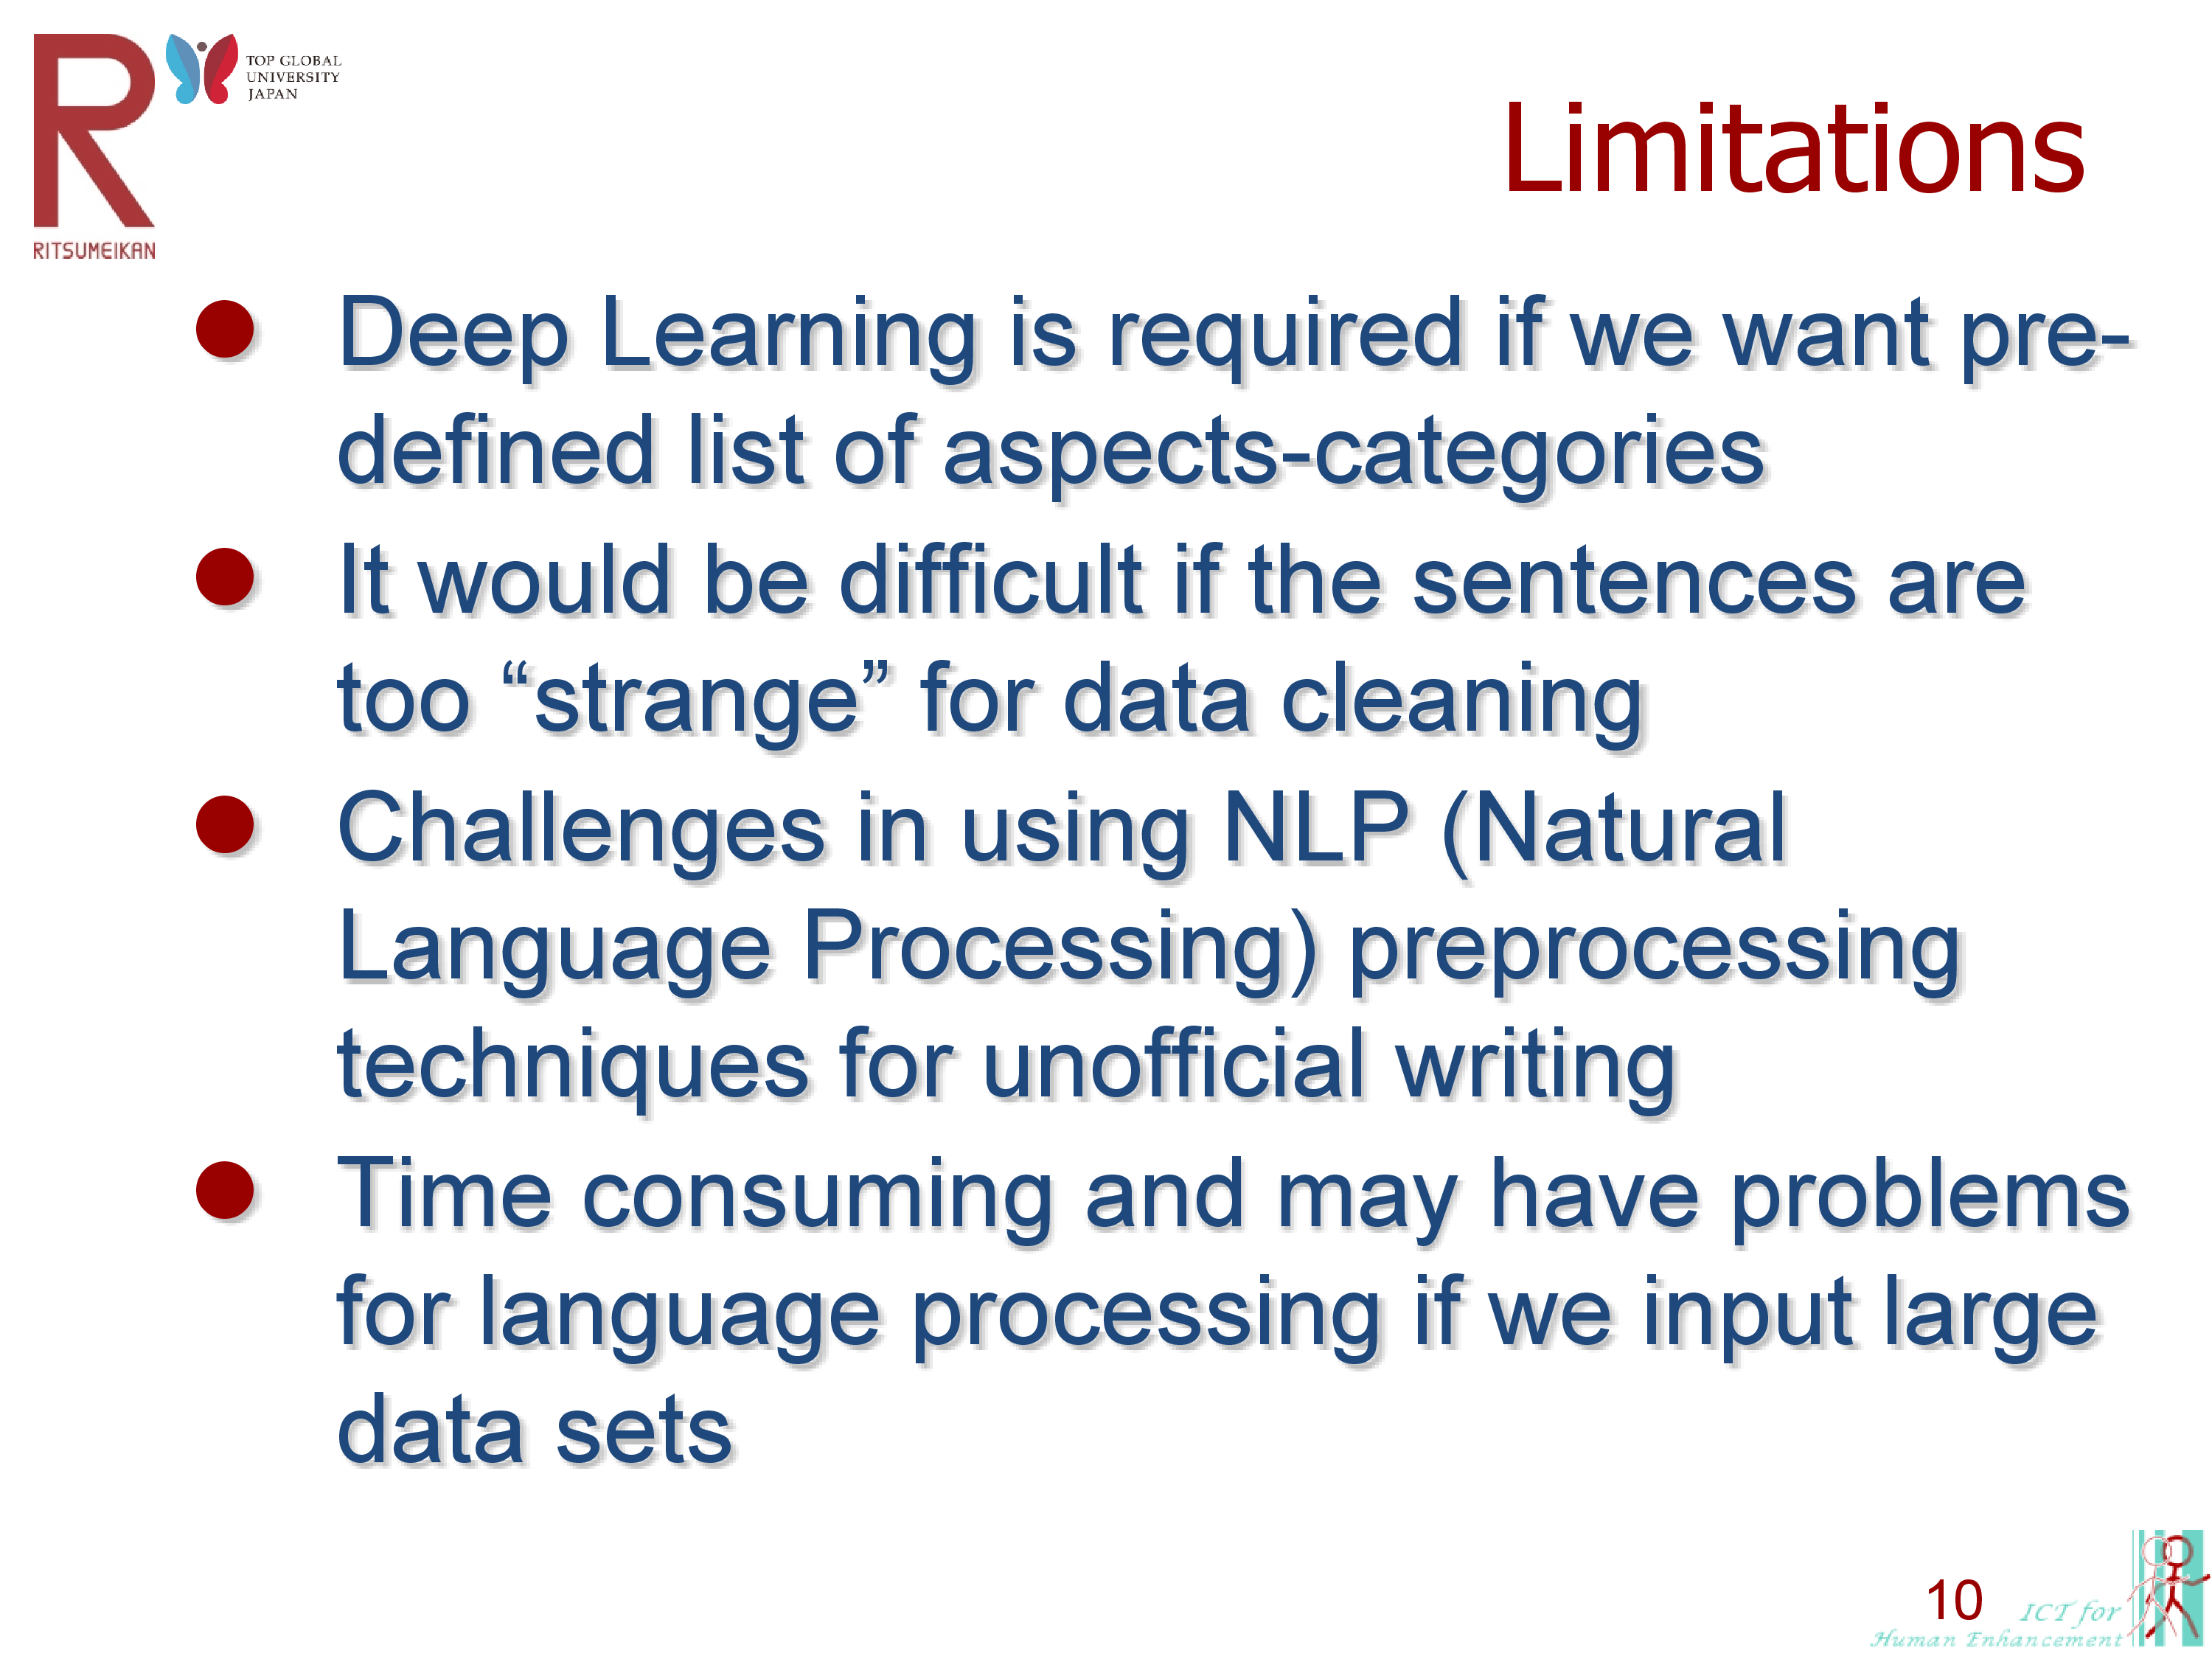 TOP GLOBAL
UNIVERSITY
JAPAN
RITSUMEIKAN
Limitations
Deep Learning is required if we want pre-
defined list of aspects-categories
It would be difficult if the sentences are
too “strange” for data cleaning
Challenges in using NLP (Natural
Language Processing) preprocessing
techniques for unofficial writing
Time consuming and may have problems
for language processing if we input large
data sets
10
ICT for
Human Enhancement